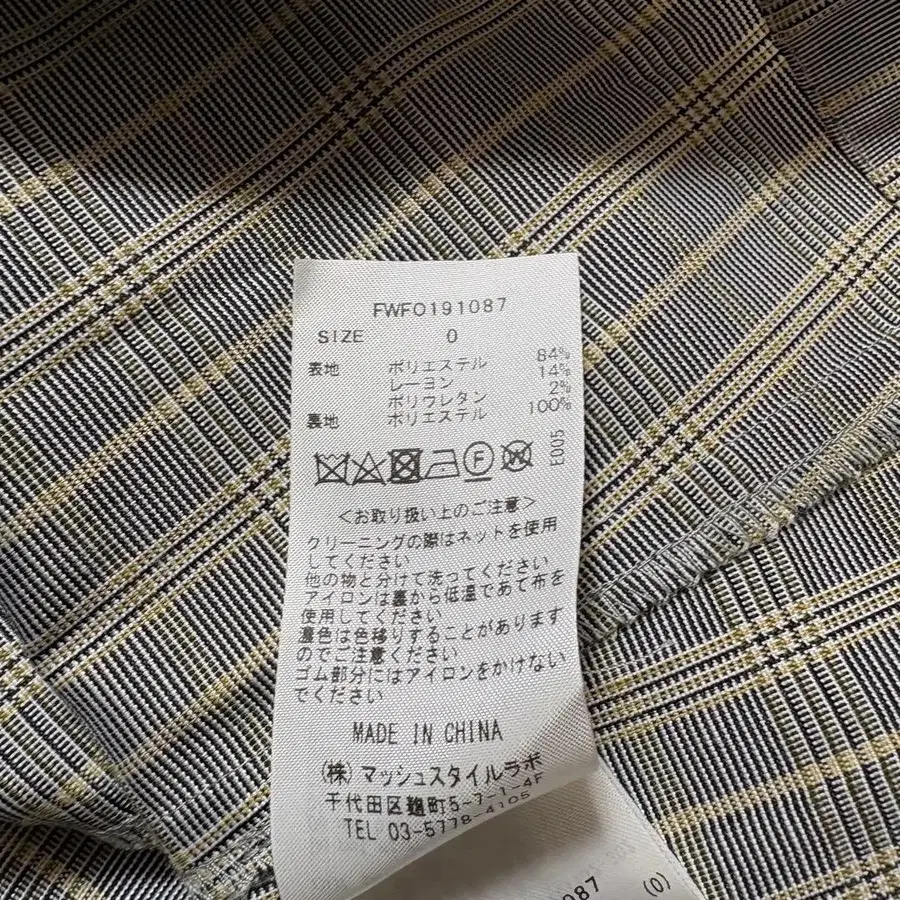 FWFO191087
SIZE 0
表地 ポリエステル 84%
レーヨン 14%
ポリウレタン 2%
裏地 ポリエステル 100%
E005
F
W
<お取り扱い上のご注意>
クリーニングの際はネットを使用
してください
他の物と分けて洗ってください
アイロンは裏から低温であて布を
使用してください
濃色は色移りすることがあります
のでご注意ください
ゴム部分にはアイロンをかけない
でください
MADE IN CHINA
(株)マッシュスタイルラボ
千代田区麹町5-7-1-4F
TEL 03-5778-4105
087 (0)